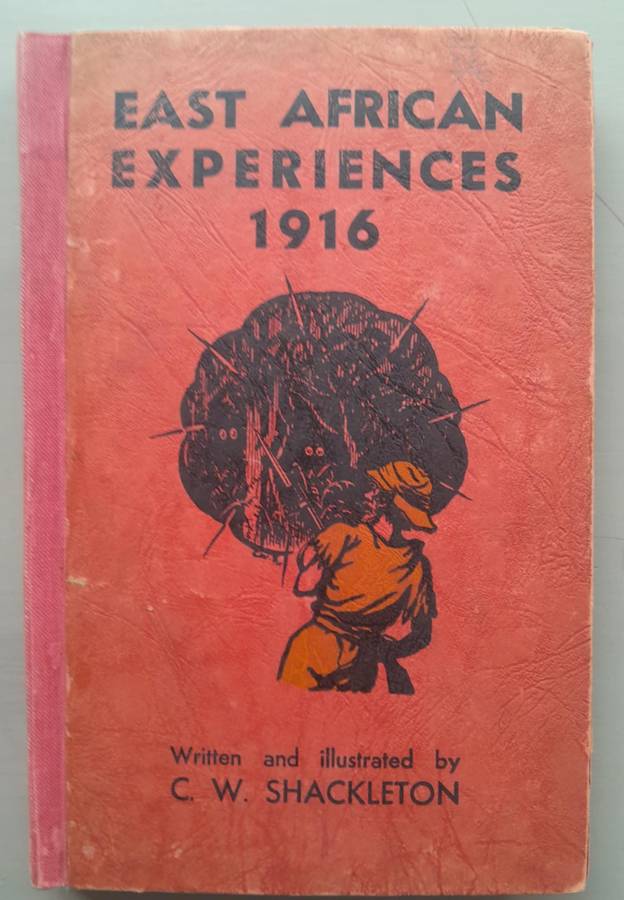 EAST AFRICAN
EXPERIENCES
1916
Written and illustrated by
C. W. SHACKLETON